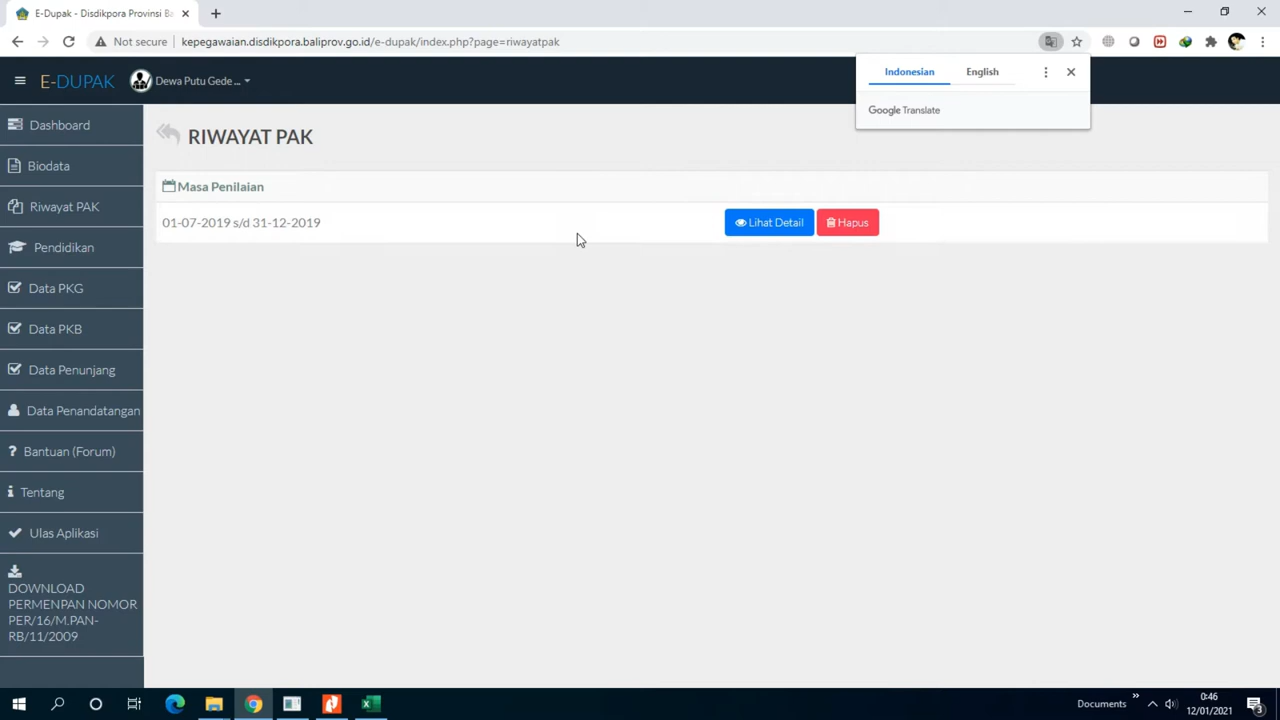 E-Dupak - Disdikpora Provinsi Ba
Not secure
kepegawaian.disdikpora.baliprov.go.id/e-dupak/index.php?page=riwayatpak
Indonesian
English
Google Translate
E-DUPAK
Dewa Putu Gede ...
Dashboard
Biodata
Riwayat PAK
Pendidikan
Data PKG
Data PKB
Data Penunjang
Data Penandatangan
Bantuan (Forum)
Tentang
Ulas Aplikasi
DOWNLOAD
PERMENPAN NOMOR
PER/16/M.PAN-
RB/11/2009
RIWAYAT PAK
Masa Penilaian
01-07-2019 s/d 31-12-2019
Lihat Detail
Hapus
Documents
0:46
12/01/2021
3